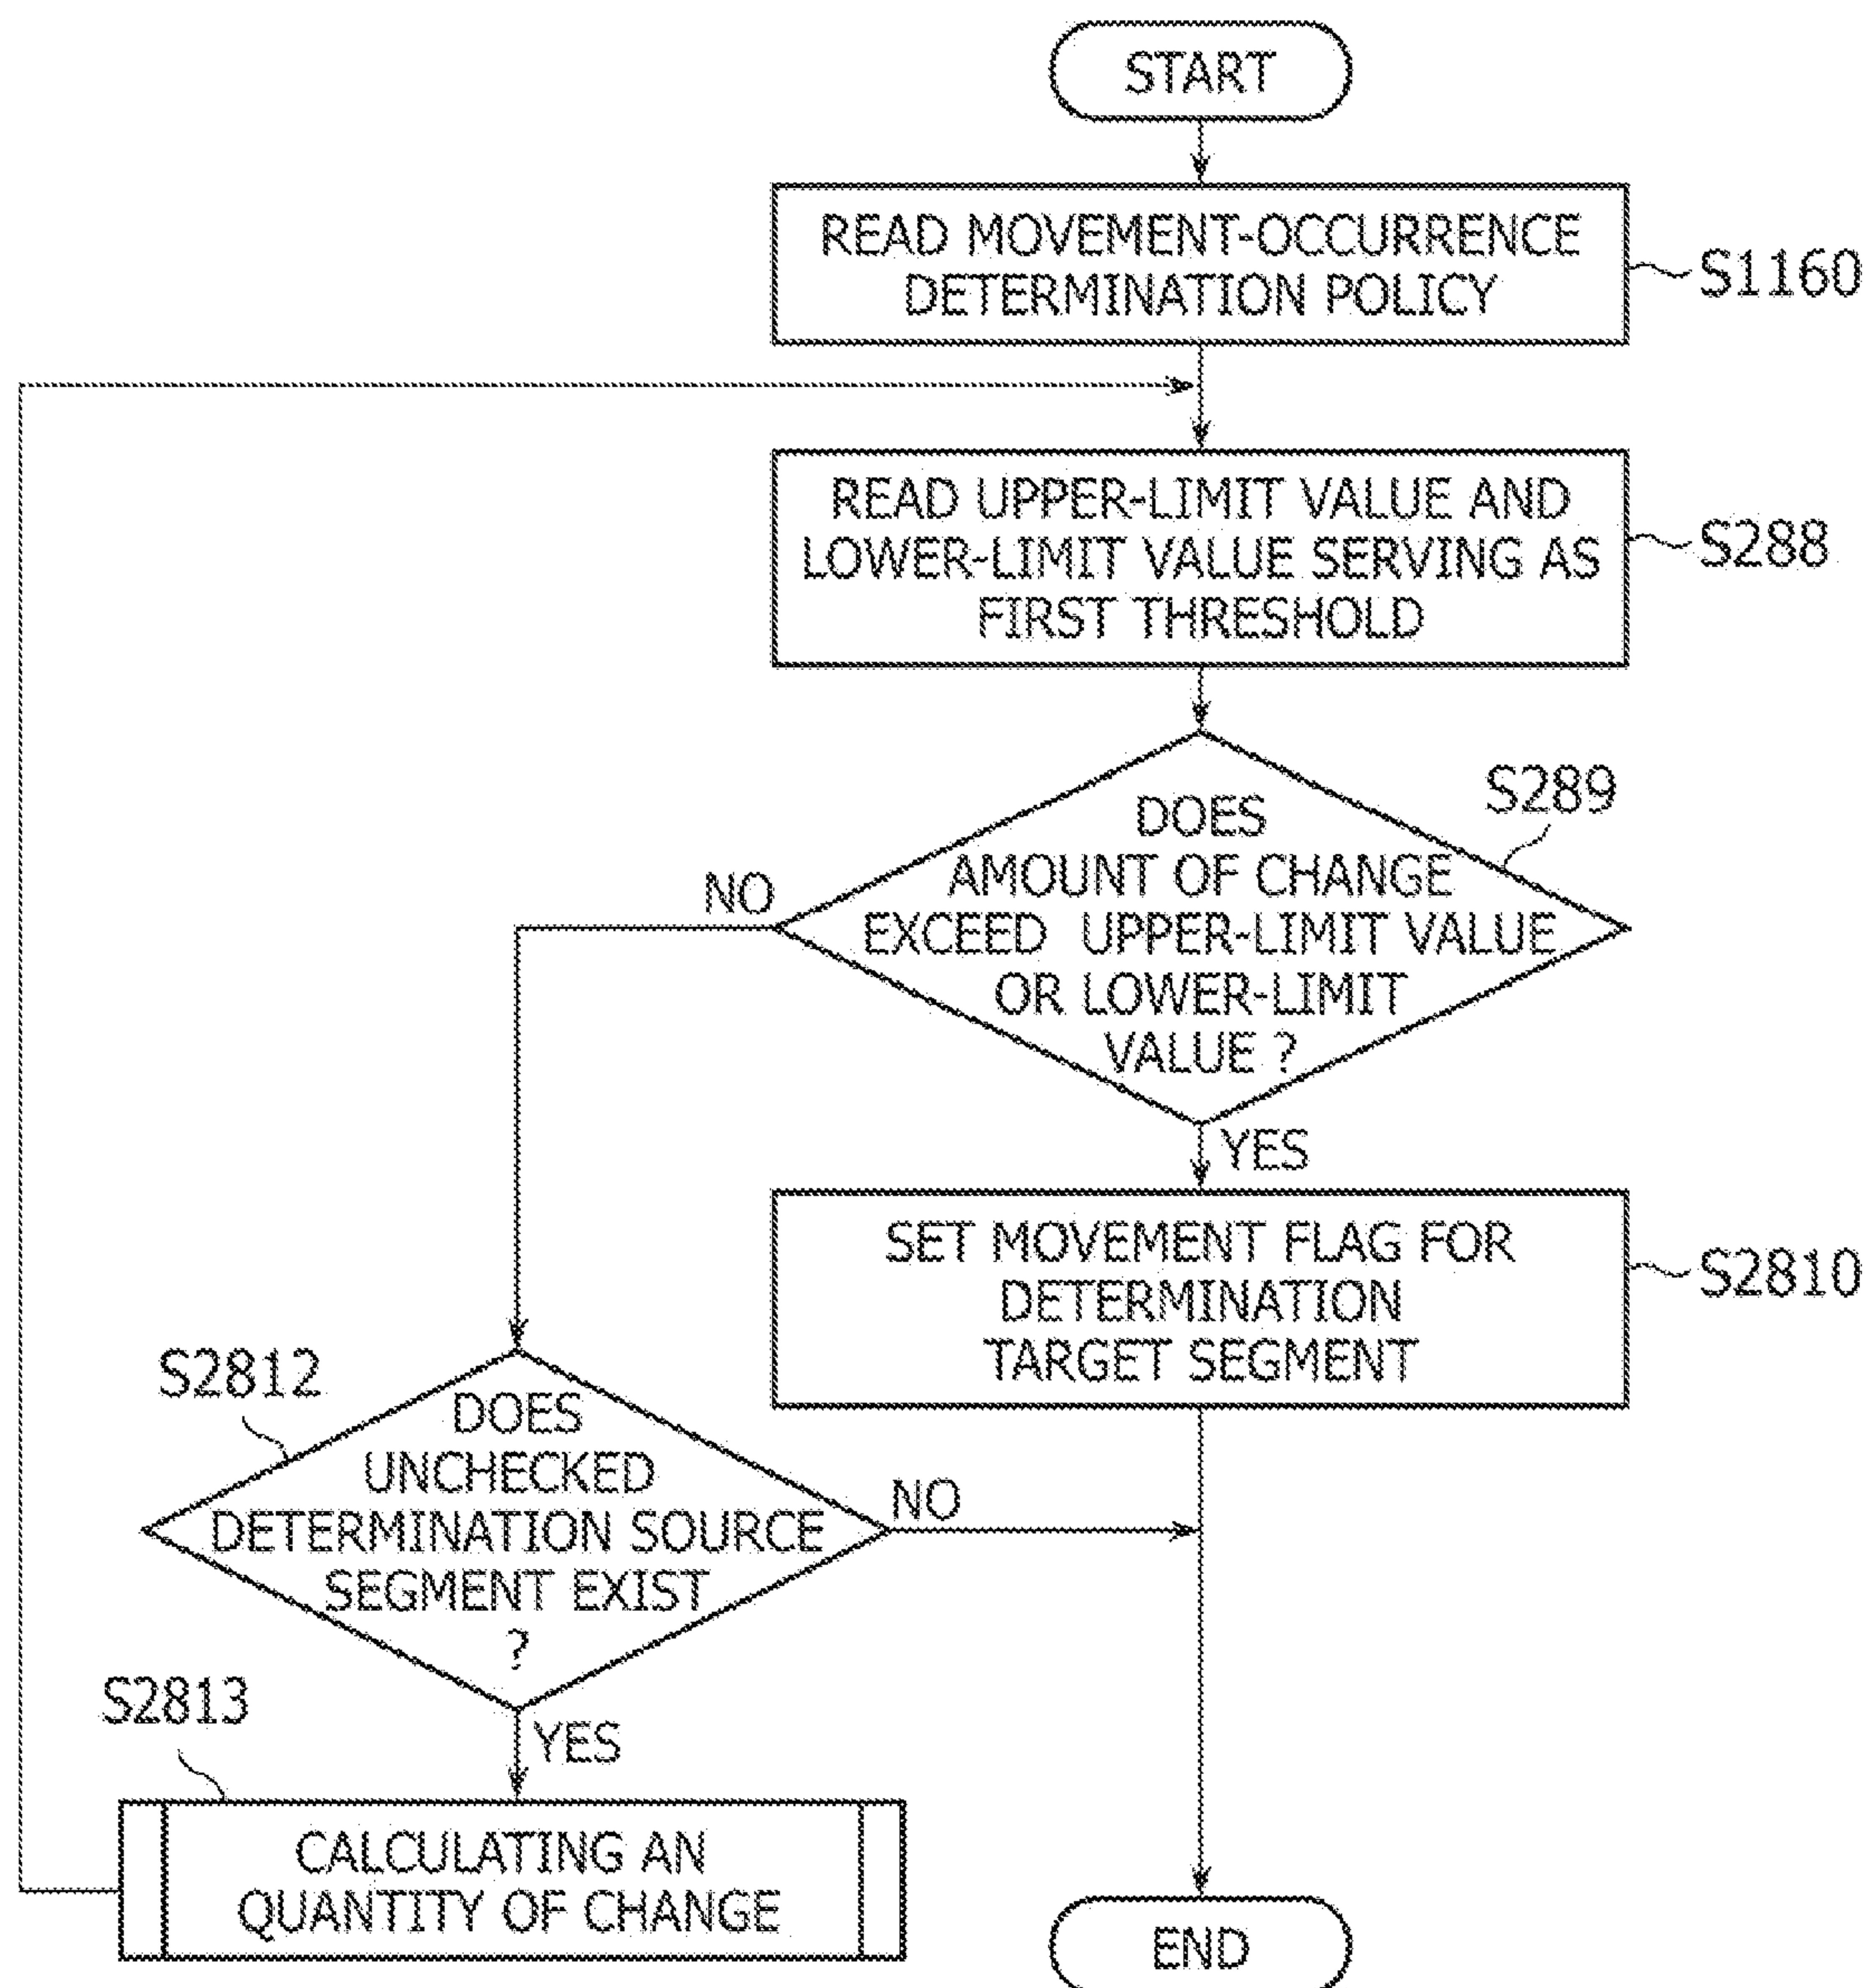 START
READ MOVEMENT-OCCURRENCE
DETERMINATION POLICY
S1160
READ UPPER-LIMIT VALUE AND
LOWER-LIMIT VALUE SERVING AS
FIRST THRESHOLD
S288
S289
DOES
AMOUNT OF CHANGE
EXCEED UPPER-LIMIT VALUE
OR LOWER-LIMIT
VALUE ?
NO
YES
SET MOVEMENT FLAG FOR
DETERMINATION
TARGET SEGMENT
S2810
S2812
DOES
UNCHECKED
DETERMINATION SOURCE
SEGMENT EXIST
?
NO
YES
S2813
CALCULATING AN
QUANTITY OF CHANGE
END